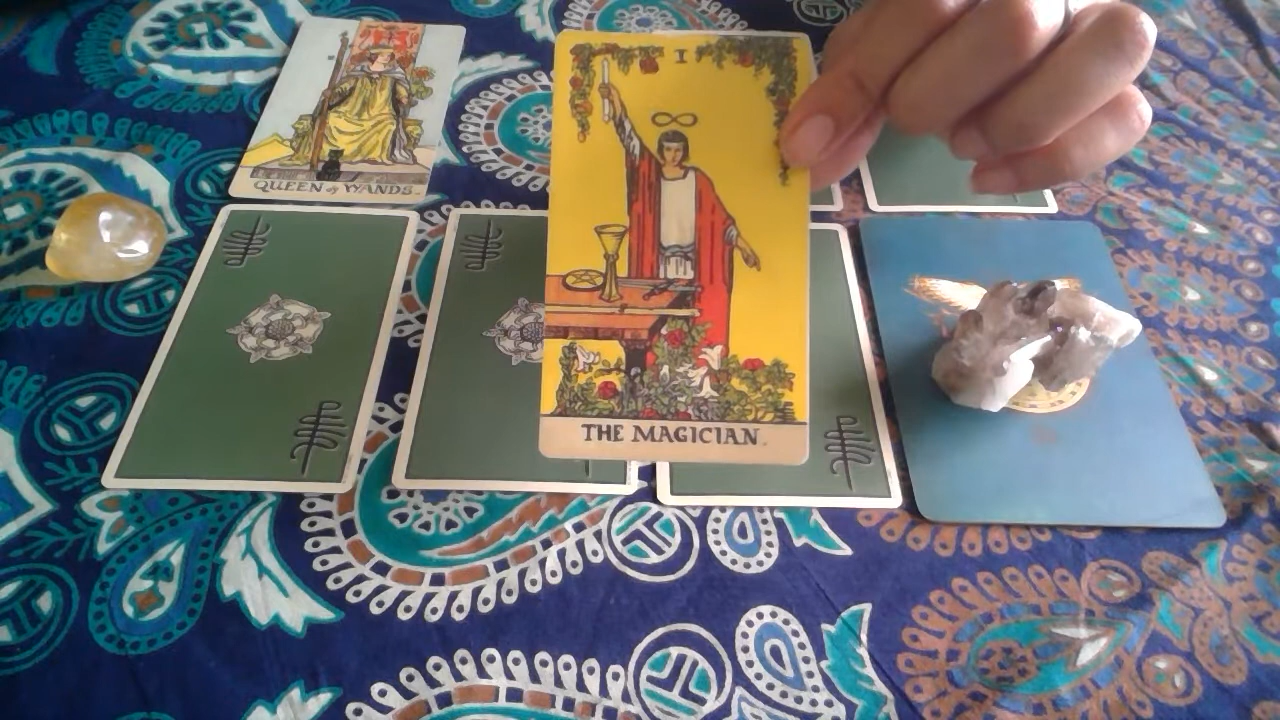 QUEEN of WANDS.
I
THE MAGICIAN.